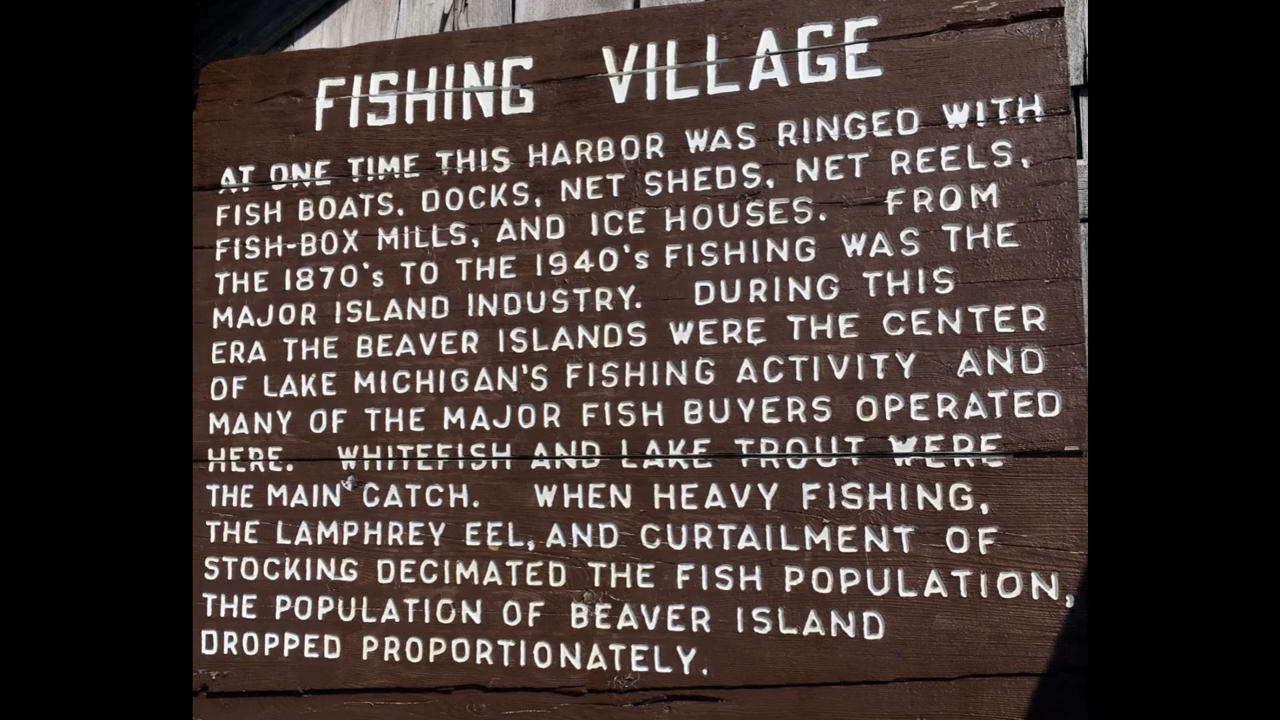 FISHING VILLAGE
AT ONE TIME THIS HARBOR WAS RINGED WITH
FISH BOATS, DOCKS, NET SHEDS, NET REELS,
FISH-BOX MILLS, AND ICE HOUSES. FROM
THE 1870's TO THE 1940's FISHING WAS THE
MAJOR ISLAND INDUSTRY. DURING THIS
ERA THE BEAVER ISLANDS WERE THE CENTER
OF LAKE MICHIGAN'S FISHING ACTIVITY AND
MANY OF THE MAJOR FISH BUYERS OPERATED
HERE. WHITEFISH AND LAKE TROUT WERE
THE MAIN CATCH. WHEN HEAVY FISHING,
THE LAMPHREY EEL, AND CURTAILMENT OF
STOCKING DECIMATED THE FISH POPULATION,
THE POPULATION OF BEAVER ISLAND
DROPPED PROPORTIONATELY.